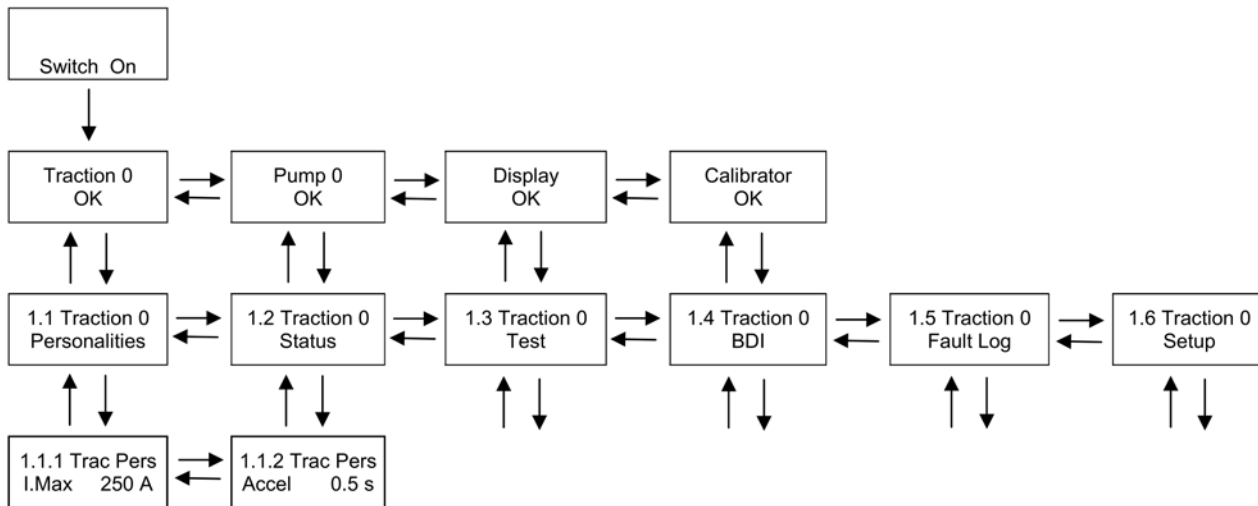 Switch On
Traction 0
OK
Pump 0
OK
Display
OK
Calibrator
OK
1.1 Traction 0
Personalities
1.2 Traction 0
Status
1.3 Traction 0
Test
1.4 Traction 0
BDI
1.5 Traction 0
Fault Log
1.6 Traction 0
Setup
1.1.1 Trac Pers
I.Max 250 A
1.1.2 Trac Pers
Accel 0.5 s